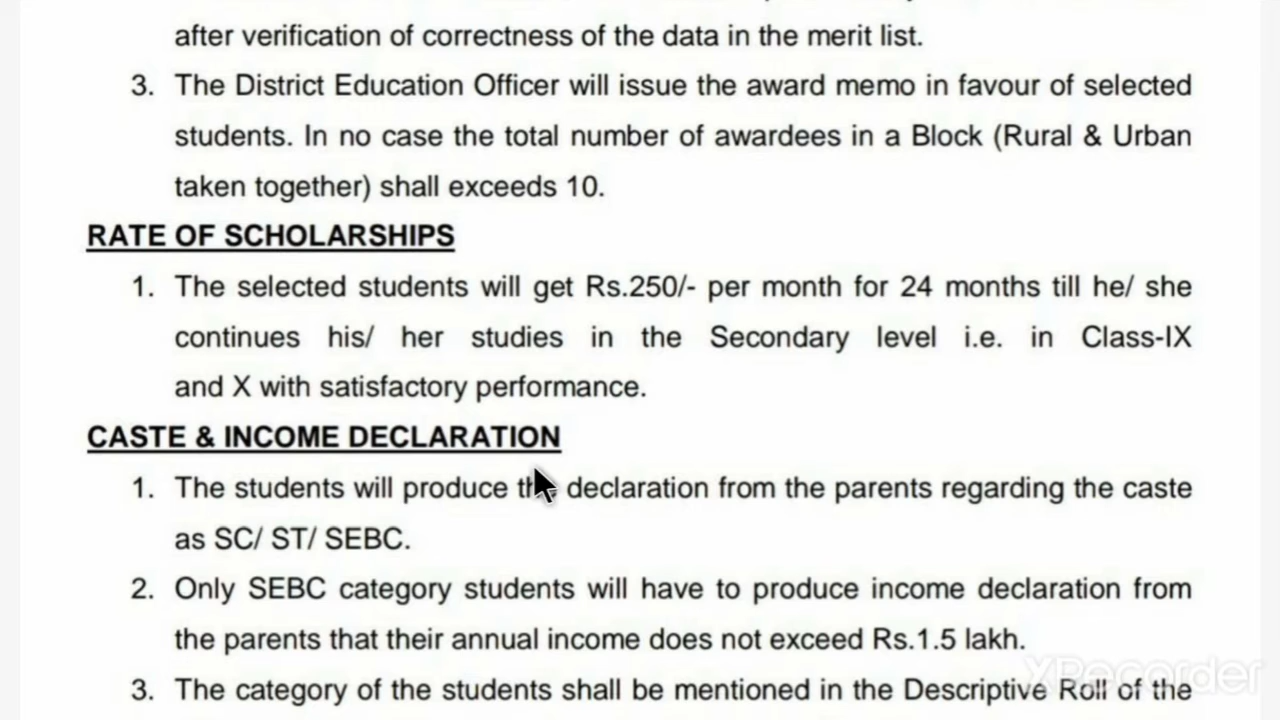 after verification of correctness of the data in the merit list.
3. The District Education Officer will issue the award memo in favour of selected
students. In no case the total number of awardees in a Block (Rural & Urban
taken together) shall exceeds 10.
RATE OF SCHOLARSHIPS
1. The selected students will get Rs.250/- per month for 24 months till he/ she
continues his/ her studies in the Secondary level i.e. in Class-IX
and X with satisfactory performance.
CASTE & INCOME DECLARATION
1. The students will produce the declaration from the parents regarding the caste
as SC/ ST/ SEBC.
2. Only SEBC category students will have to produce income declaration from
the parents that their annual income does not exceed Rs.1.5 lakh.
3. The category of the students shall be mentioned in the Descriptive Roll of the
XRecorder